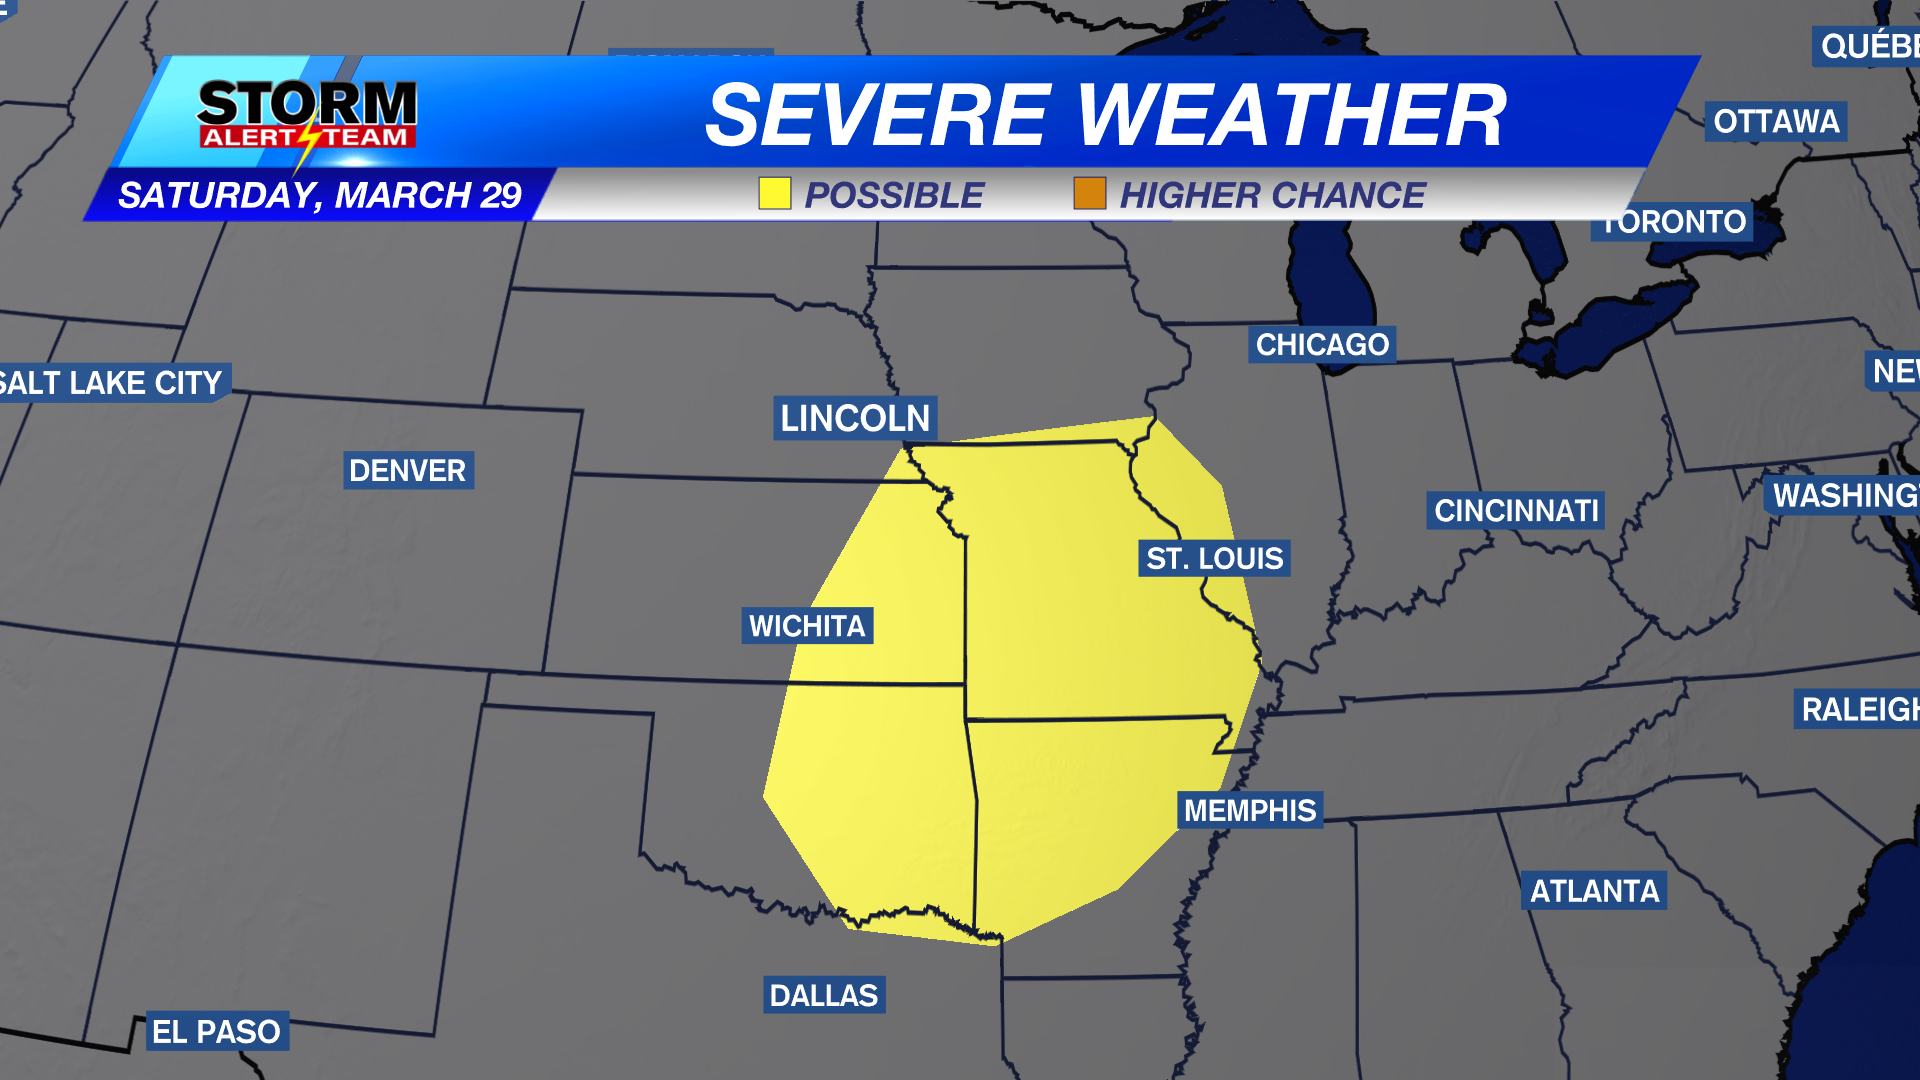 QUÉBE
STORM
ALERT TEAM
SEVERE WEATHER
OTTAWA
SATURDAY, MARCH 29
POSSIBLE
HIGHER CHANCE
TORONTO
CHICAGO
SALT LAKE CITY
NEW
LINCOLN
DENVER
WASHINGT
CINCINNATI
ST. LOUIS
WICHITA
RALEIGH
MEMPHIS
ATLANTA
DALLAS
EL PASO